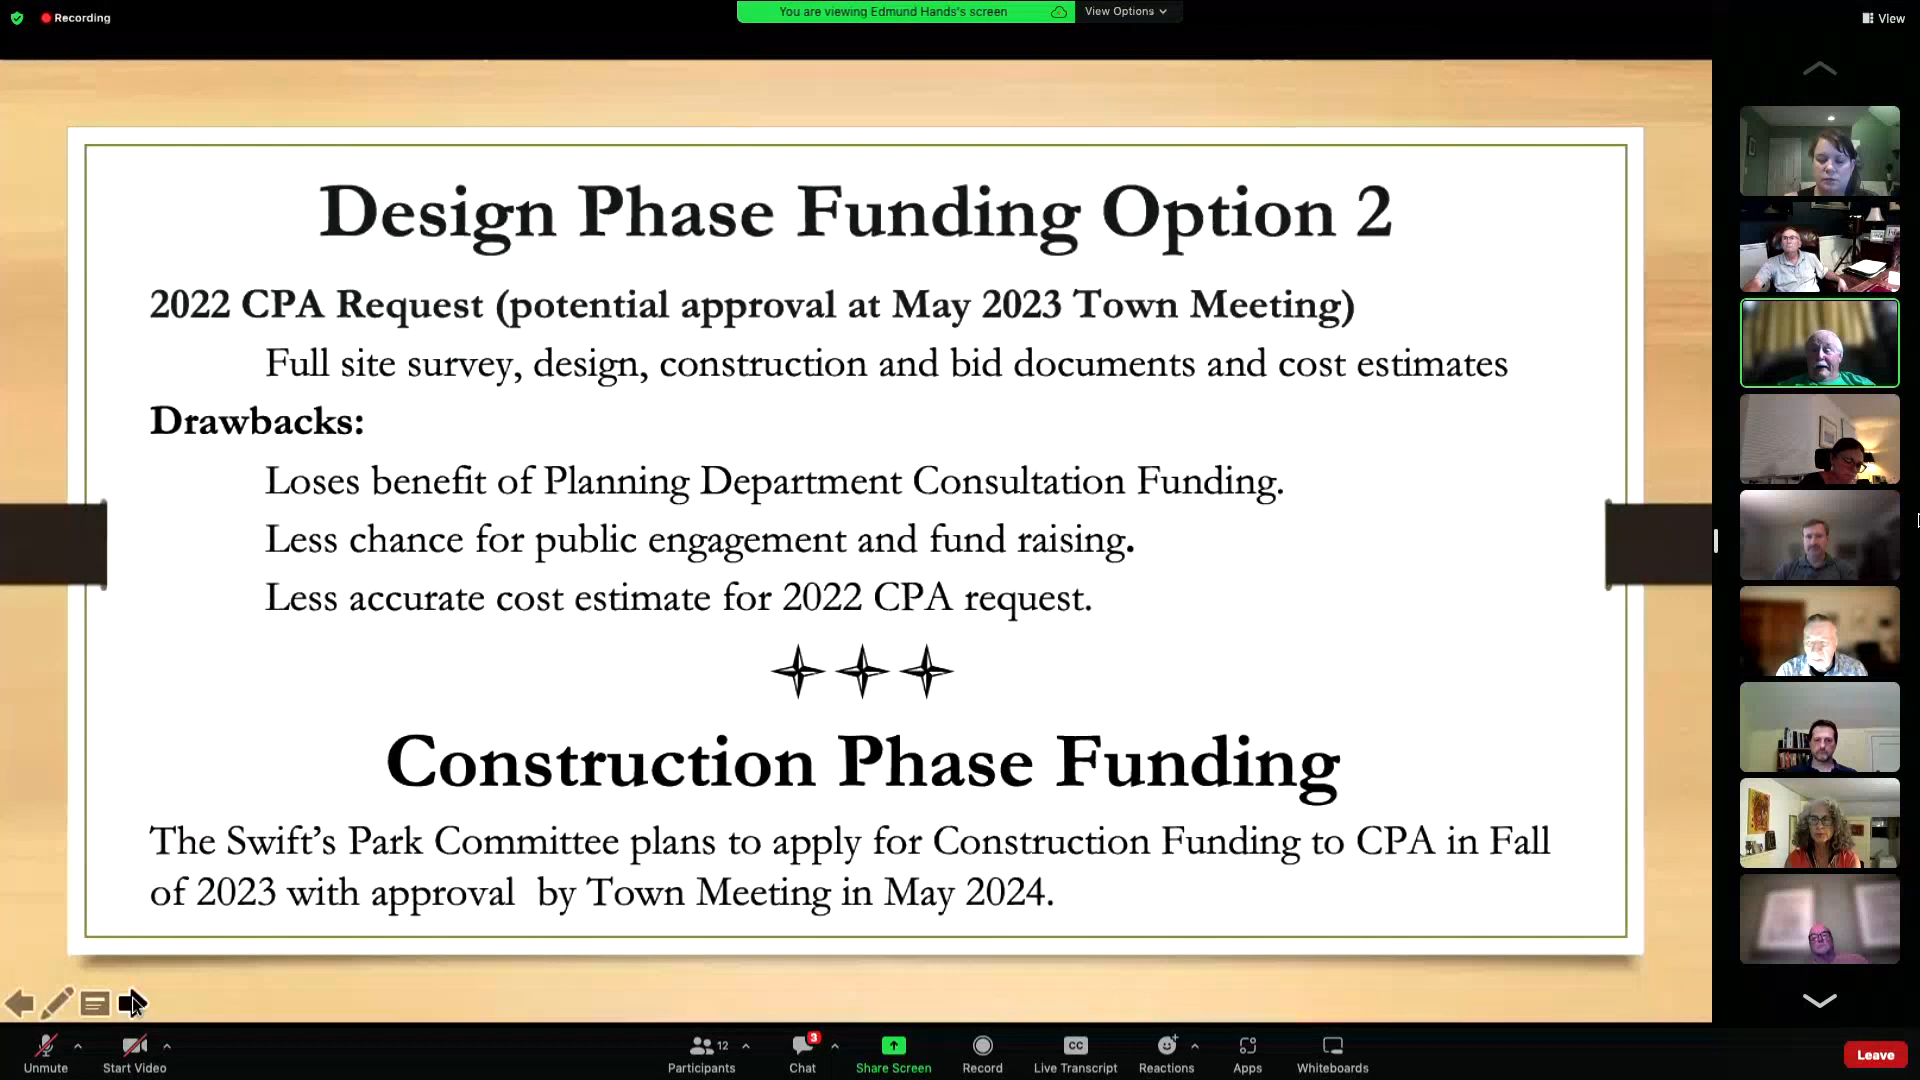 Recording
You are viewing Edmund Hands's screen
View Options
View
Design Phase Funding Option 2
2022 CPA Request (potential approval at May 2023 Town Meeting)
Full site survey, design, construction and bid documents and cost estimates
Drawbacks:
Loses benefit of Planning Department Consultation Funding.
Less chance for public engagement and fund raising.
Less accurate cost estimate for 2022 CPA request.
Construction Phase Funding
The Swift’s Park Committee plans to apply for Construction Funding to CPA in Fall
of 2023 with approval  by Town Meeting in May 2024.
Unmute
Start Video
12
Participants
3
Chat
Share Screen
Record
CC
Live Transcript
Reactions
Apps
Whiteboards
Leave